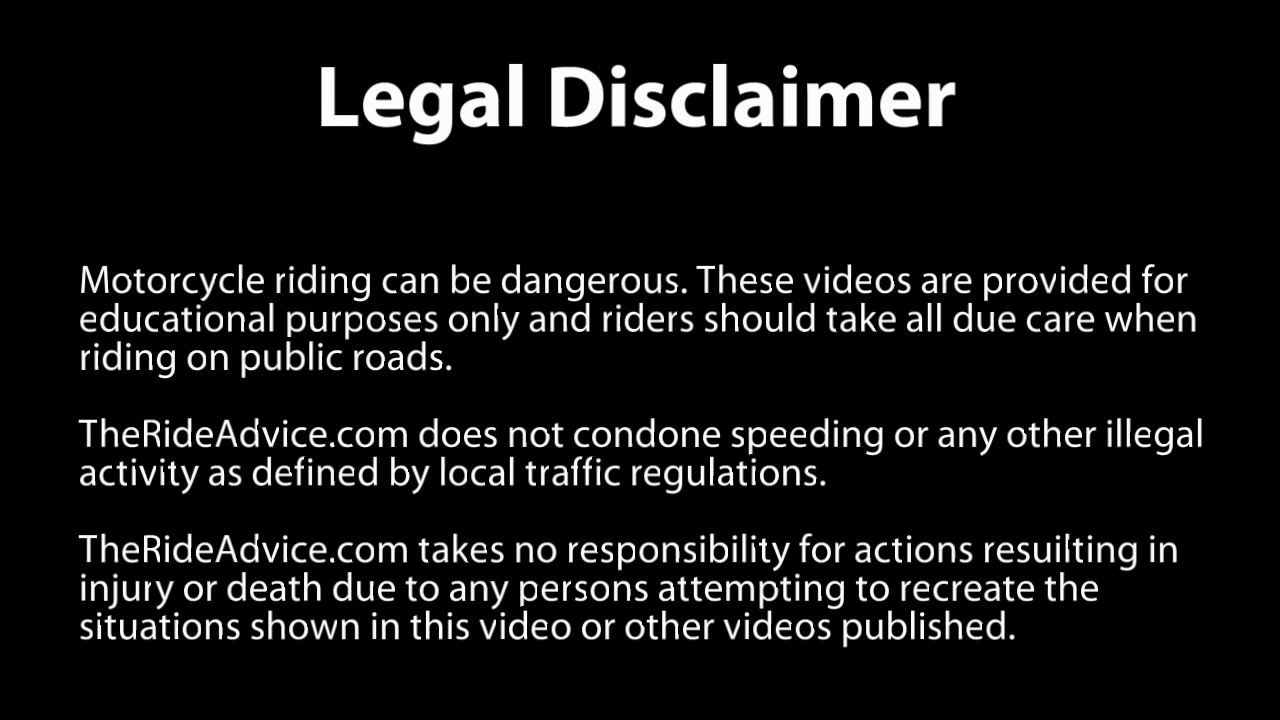 Legal Disclaimer
Motorcycle riding can be dangerous. These videos are provided for
educational purposes only and riders should take all due care when
riding on public roads.
TheRideAdvice.com does not condone speeding or any other illegal
activity as defined by local traffic regulations.
TheRideAdvice.com takes no responsibility for actions resuilting in
injury or death due to any persons attempting to recreate the
situations shown in this video or other videos published.